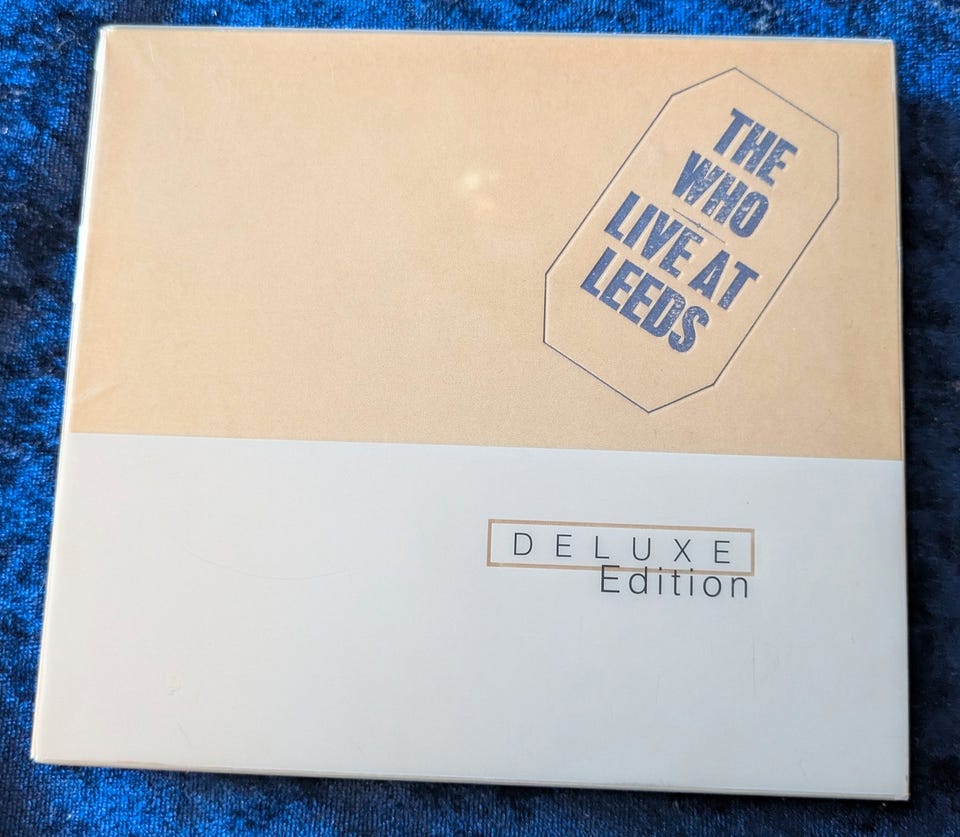 THE
WHO
LIVE AT
LEEDS
DELUXE
Edition